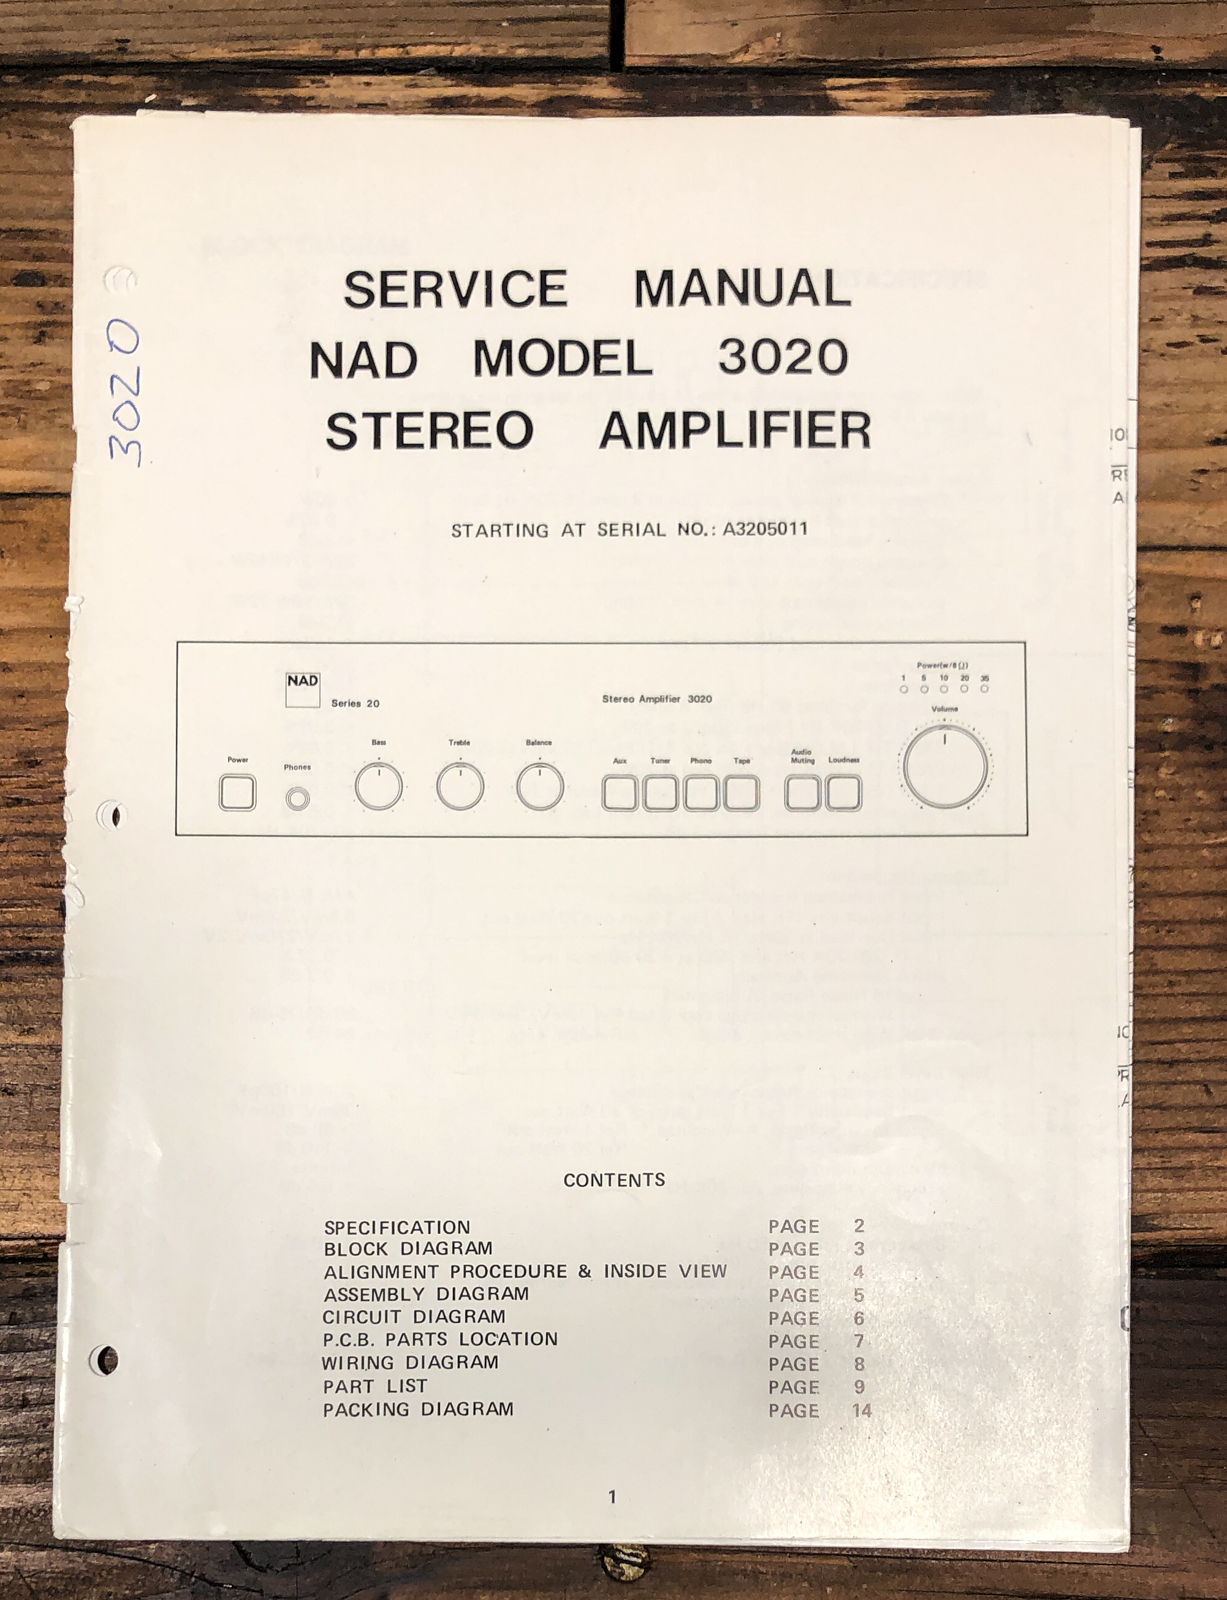 3020
SERVICE MANUAL
NAD MODEL 3020
STEREO AMPLIFIER
STARTING AT SERIAL NO.: A3205011
NAD
Series 20
Stereo Amplifier 3020
Power(w/8Ω)
1 5 10 20 35
Volume
Bass Treble Balance
Power Phones
Aux Tuner Phono Tape
Audio Muting Loudness
CONTENTS
SPECIFICATION PAGE 2
BLOCK DIAGRAM PAGE 3
ALIGNMENT PROCEDURE & INSIDE VIEW PAGE 4
ASSEMBLY DIAGRAM PAGE 5
CIRCUIT DIAGRAM PAGE 6
P.C.B. PARTS LOCATION PAGE 7
WIRING DIAGRAM PAGE 8
PART LIST PAGE 9
PACKING DIAGRAM PAGE 14
1